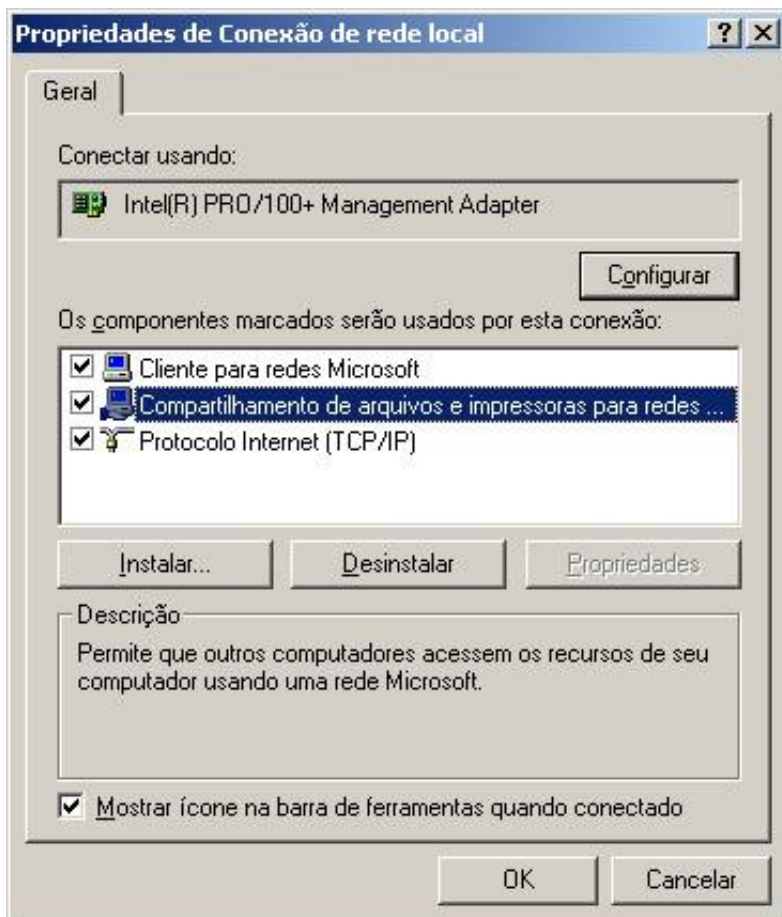 Propriedades de Conexão de rede local
Geral
Conectar usando:
Intel(R) PRO/100+ Management Adapter
Configurar
Os componentes marcados serão usados por esta conexão:
Cliente para redes Microsoft
Compartilhamento de arquivos e impressoras para redes ...
Protocolo Internet (TCP/IP)
Instalar... Desinstalar Propriedades
Descrição
Permite que outros computadores acessem os recursos de seu
computador usando uma rede Microsoft.
Mostrar ícone na barra de ferramentas quando conectado
OK Cancelar